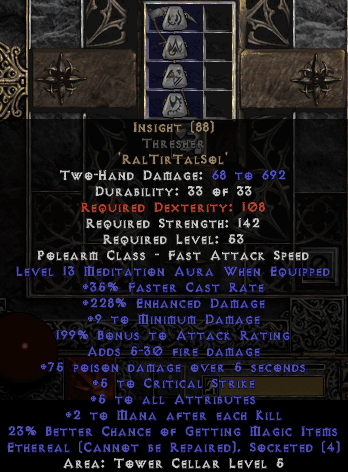 Insight (88)
Thresher
'RalTirTalSol'
Two-Hand Damage: 68 to 692
Durability: 33 of 33
Required Dexterity: 108
Required Strength: 142
Required Level: 53
Polearm Class - Fast Attack Speed
Level 13 Meditation Aura When Equipped
+35% Faster Cast Rate
+228% Enhanced Damage
+9 to Minimum Damage
199% Bonus to Attack Rating
Adds 5-30 fire damage
+75 poison damage over 5 seconds
+5 to Critical Strike
+5 to all Attributes
+2 to Mana after each Kill
23% Better Chance of Getting Magic Items
Ethereal (Cannot be Repaired), Socketed (4)
Area: Tower Cellar Level 5